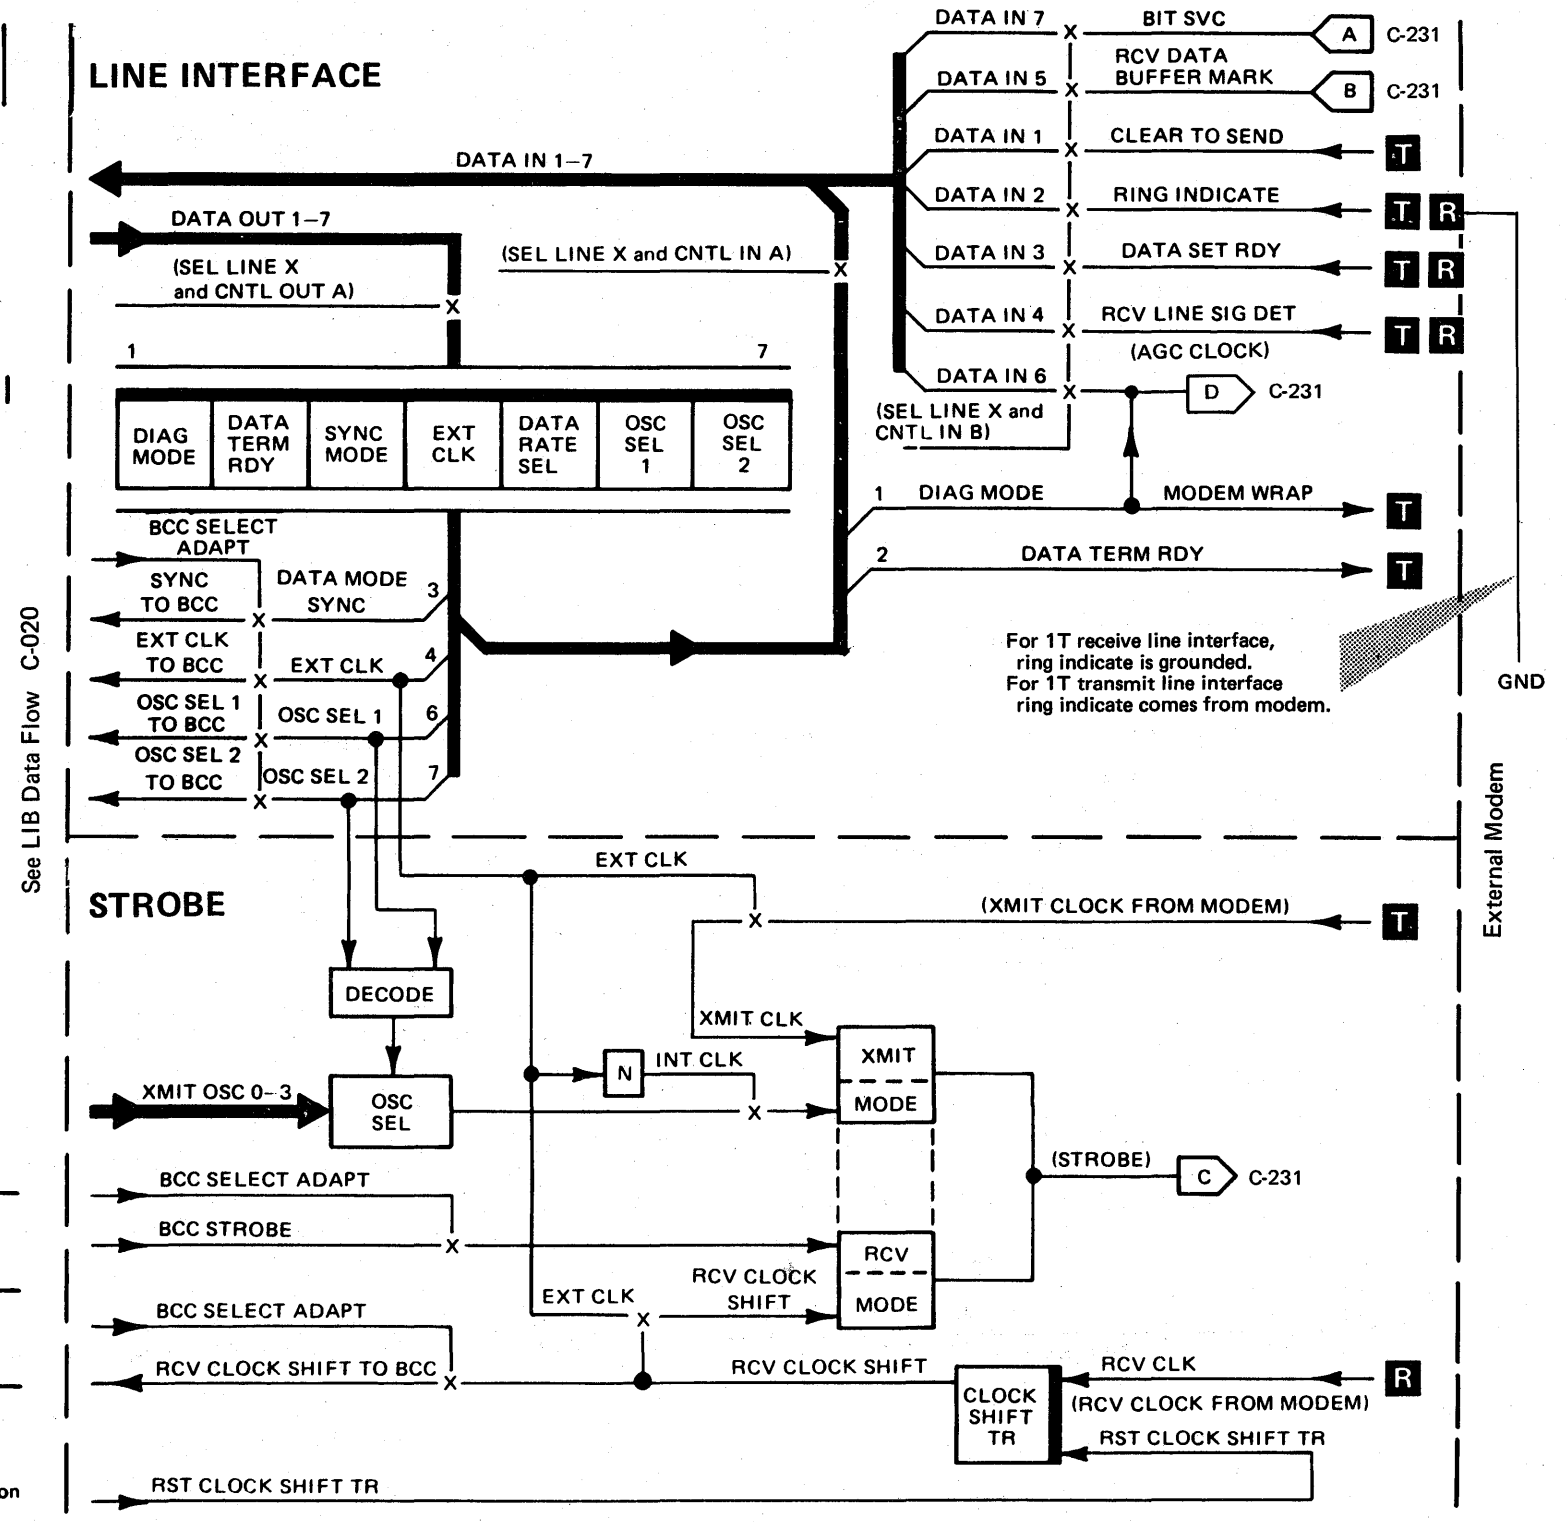 LINE INTERFACE
DATA IN 7
BIT SVC
A
C-231
DATA IN 5
RCV DATA
BUFFER MARK
B
C-231
DATA IN 1
CLEAR TO SEND
T
DATA IN 1–7
DATA IN 2
RING INDICATE
T R
DATA OUT 1–7
(SEL LINE X
and CNTL OUT A)
X
(SEL LINE X and CNTL IN A)
X
DATA IN 3
DATA SET RDY
T R
DATA IN 4
RCV LINE SIG DET
T R
(AGC CLOCK)
DATA IN 6
D
C-231
(SEL LINE X and
CNTL IN B)
X
X
X
X
X
X
X
1
7
DIAG
MODE
DATA
TERM
RDY
SYNC
MODE
EXT
CLK
DATA
RATE
SEL
OSC
SEL
1
OSC
SEL
2
1
DIAG MODE
MODEM WRAP
T
2
DATA TERM RDY
T
BCC SELECT
ADAPT
SYNC
TO BCC
X
DATA MODE
SYNC
3
EXT CLK
TO BCC
X
EXT CLK
4
OSC SEL 1
TO BCC
X
OSC SEL 1
6
OSC SEL 2
TO BCC
X
OSC SEL 2
7
For 1T receive line interface,
ring indicate is grounded.
For 1T transmit line interface
ring indicate comes from modem.
GND
See LIB Data Flow C-020
External Modem
STROBE
EXT CLK
X
(XMIT CLOCK FROM MODEM)
T
DECODE
XMIT CLK
XMIT
MODE
N
INT CLK
X
XMIT OSC 0–3
OSC
SEL
(STROBE)
C
C-231
BCC SELECT ADAPT
BCC STROBE
X
RCV
MODE
RCV CLOCK
SHIFT
EXT CLK
X
BCC SELECT ADAPT
RCV CLOCK SHIFT TO BCC
X
RCV CLOCK SHIFT
CLOCK
SHIFT
TR
RCV CLK
R
(RCV CLOCK FROM MODEM)
RST CLOCK SHIFT TR
RST CLOCK SHIFT TR
on